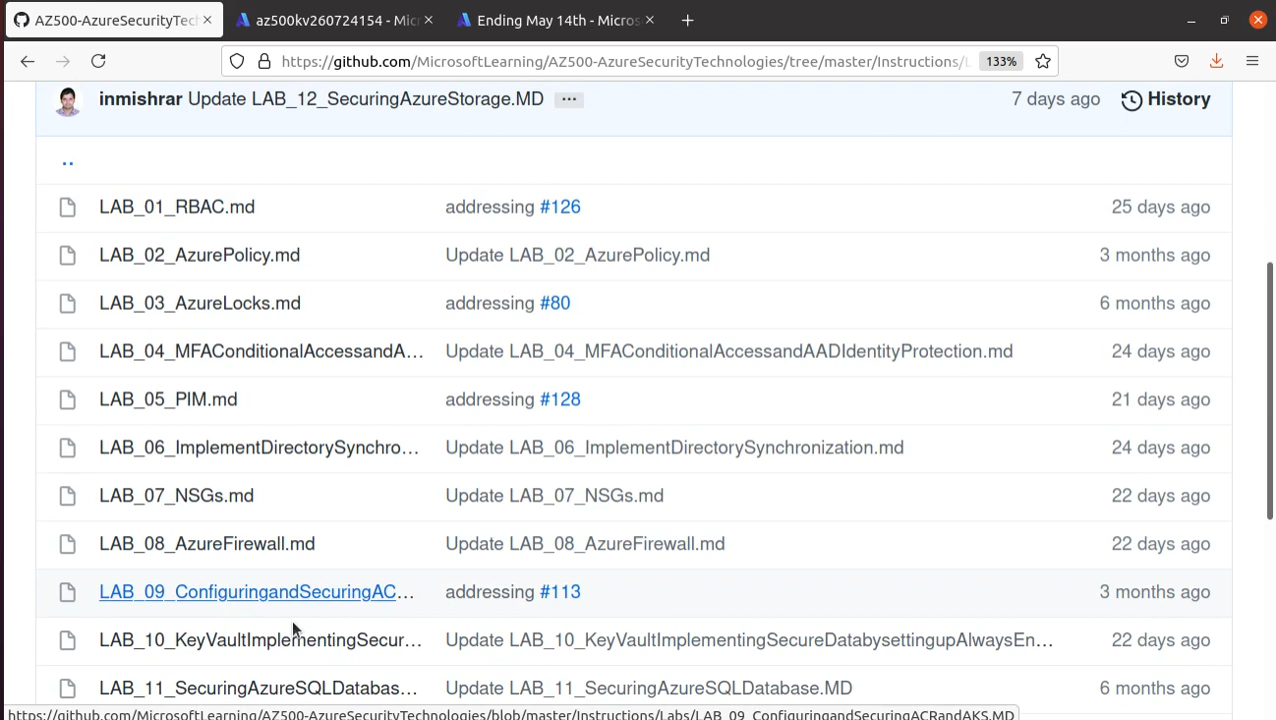 AZ500-AzureSecurityTec
az500kv260724154 - Mic
Ending May 14th - Micros
https://github.com/MicrosoftLearning/AZ500-AzureSecurityTechnologies/tree/master/Instructions/L
133%
inmishrar Update LAB_12_SecuringAzureStorage.MD ... 7 days ago History
..
LAB_01_RBAC.md addressing #126 25 days ago
LAB_02_AzurePolicy.md Update LAB_02_AzurePolicy.md 3 months ago
LAB_03_AzureLocks.md addressing #80 6 months ago
LAB_04_MFAConditionalAccessandA... Update LAB_04_MFAConditionalAccessandAADIdentityProtection.md 24 days ago
LAB_05_PIM.md addressing #128 21 days ago
LAB_06_ImplementDirectorySynchro... Update LAB_06_ImplementDirectorySynchronization.md 24 days ago
LAB_07_NSGs.md Update LAB_07_NSGs.md 22 days ago
LAB_08_AzureFirewall.md Update LAB_08_AzureFirewall.md 22 days ago
LAB_09_ConfiguringandSecuringAC... addressing #113 3 months ago
LAB_10_KeyVaultImplementingSecur... Update LAB_10_KeyVaultImplementingSecureDatabysettingupAlwaysEn... 22 days ago
LAB_11_SecuringAzureSQLDatabas... Update LAB_11_SecuringAzureSQLDatabase.MD 6 months ago
https://github.com/MicrosoftLearning/AZ500-AzureSecurityTechnologies/blob/master/Instructions/Labs/LAB_09_ConfiguringandSecuringACRandAKS.MD